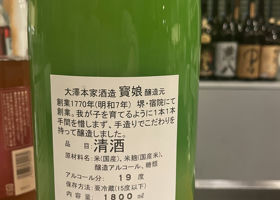 大澤本家酒造 寳娘 醸造元
創業1770年(明和7年) 堺・宿院にて
創業。我が子を育てるように1本1本
手間を惜しまず、手造りでこだわりを
持って醸造しました。
品目 清酒
原材料名:米(国産)、米麹(国産米)、
醸造アルコール、糖類
アルコール分: 19 度
保存方法:要冷蔵(15度以下)
内容量 1800 ml